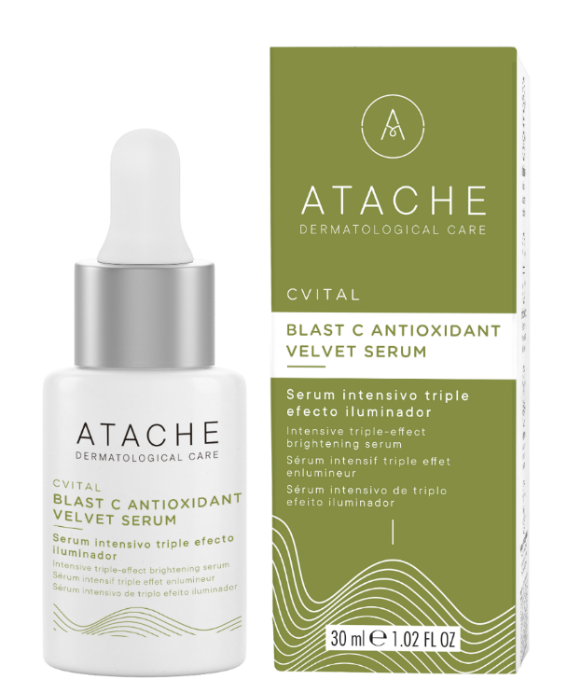 ATACHE
DERMATOLOGICAL CARE
CVITAL
BLAST C ANTIOXIDANT
VELVET SERUM
Serum intensivo triple efecto
iluminador
Intensive triple-effect brightening serum
Sérum intensif triple effet enlumineur
Sérum intensivo de triplo efeito iluminador
ATACHE
DERMATOLOGICAL CARE
CVITAL
BLAST C ANTIOXIDANT
VELVET SERUM
Serum intensivo triple
efecto iluminador
Intensive triple-effect
brightening serum
Sérum intensif triple effet
enlumineur
Sérum intensivo de triplo
efeito iluminador
30 ml ℮ 1.02 FL OZ